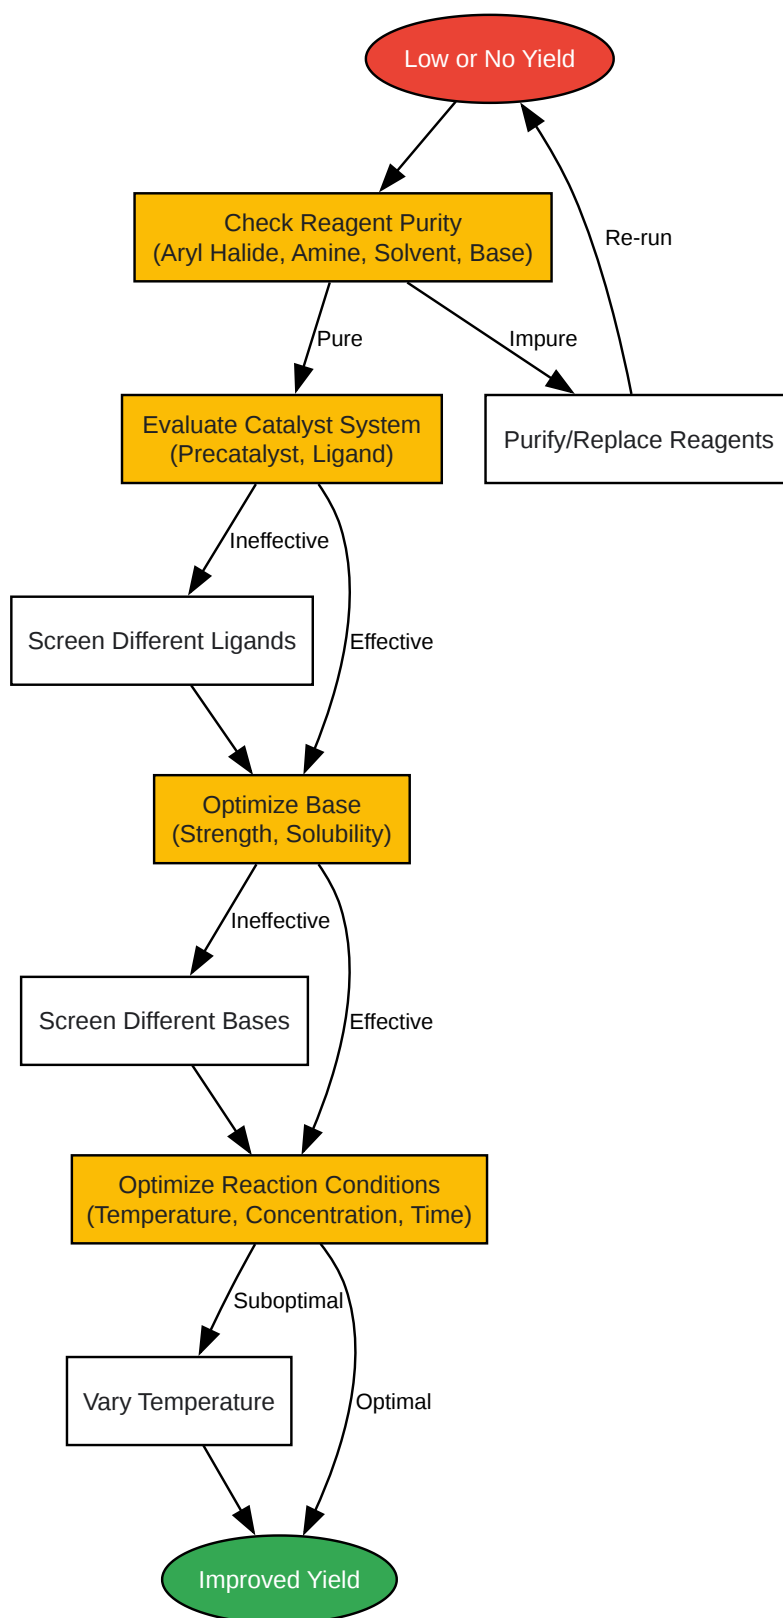 Low or No Yield
Check Reagent Purity
(Aryl Halide, Amine, Solvent, Base)
Re-run
Pure
Impure
Evaluate Catalyst System
(Precatalyst, Ligand)
Purify/Replace Reagents
Ineffective
Screen Different Ligands
Effective
Optimize Base
(Strength, Solubility)
Ineffective
Screen Different Bases
Effective
Optimize Reaction Conditions
(Temperature, Concentration, Time)
Suboptimal
Vary Temperature
Optimal
Improved Yield